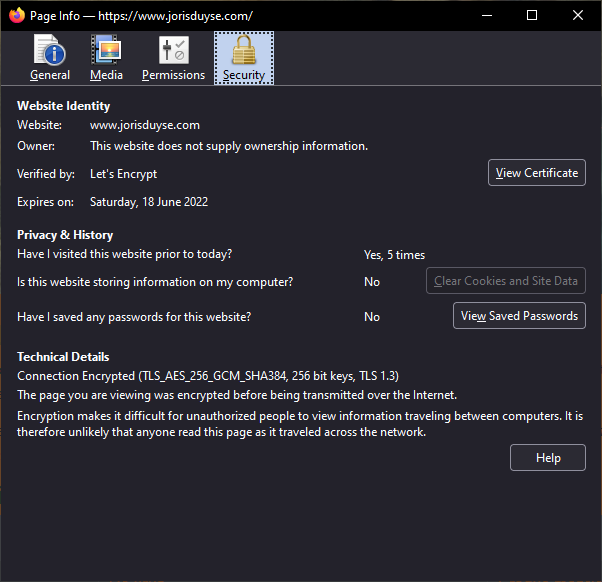 Page Info — https://www.jorisduyse.com/
General
Media
Permissions
Security
Website Identity
Website: www.jorisduyse.com
Owner: This website does not supply ownership information.
Verified by: Let's Encrypt
View Certificate
Expires on: Saturday, 18 June 2022
Privacy & History
Have I visited this website prior to today? Yes, 5 times
Is this website storing information on my computer? No
Clear Cookies and Site Data
Have I saved any passwords for this website? No
View Saved Passwords
Technical Details
Connection Encrypted (TLS_AES_256_GCM_SHA384, 256 bit keys, TLS 1.3)
The page you are viewing was encrypted before being transmitted over the Internet.
Encryption makes it difficult for unauthorized people to view information traveling between computers. It is
therefore unlikely that anyone read this page as it traveled across the network.
Help